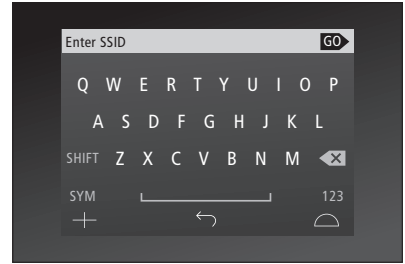 Enter SSID GO
Q W E R T Y U I O P
A S D F G H J K L
SHIFT Z X C V B N M
SYM 123